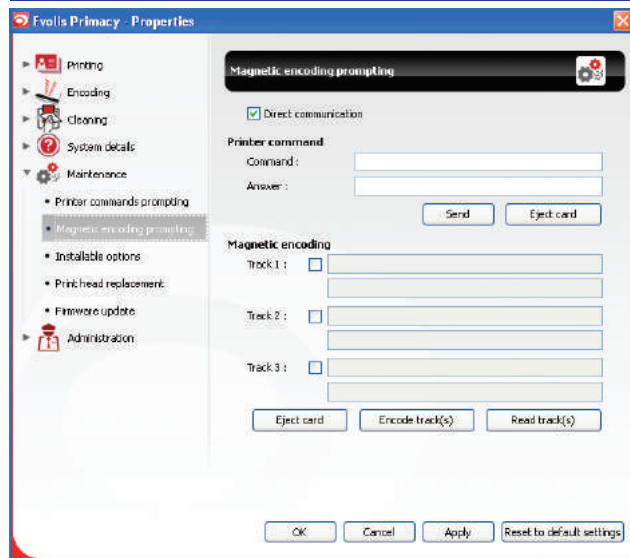 Evolis Primacy - Properties
Printing
Encoding
Cleaning
System details
Maintenance
Printer commands prompting
Magnetic encoding prompting
Installable options
Print head replacement
Firmware update
Administration
Magnetic encoding prompting
Direct communication
Printer command
Command :
Answer :
Send Eject card
Magnetic encoding
Track 1 :
Track 2 :
Track 3 :
Eject card Encode track(s) Read track(s)
OK Cancel Apply Reset to default settings